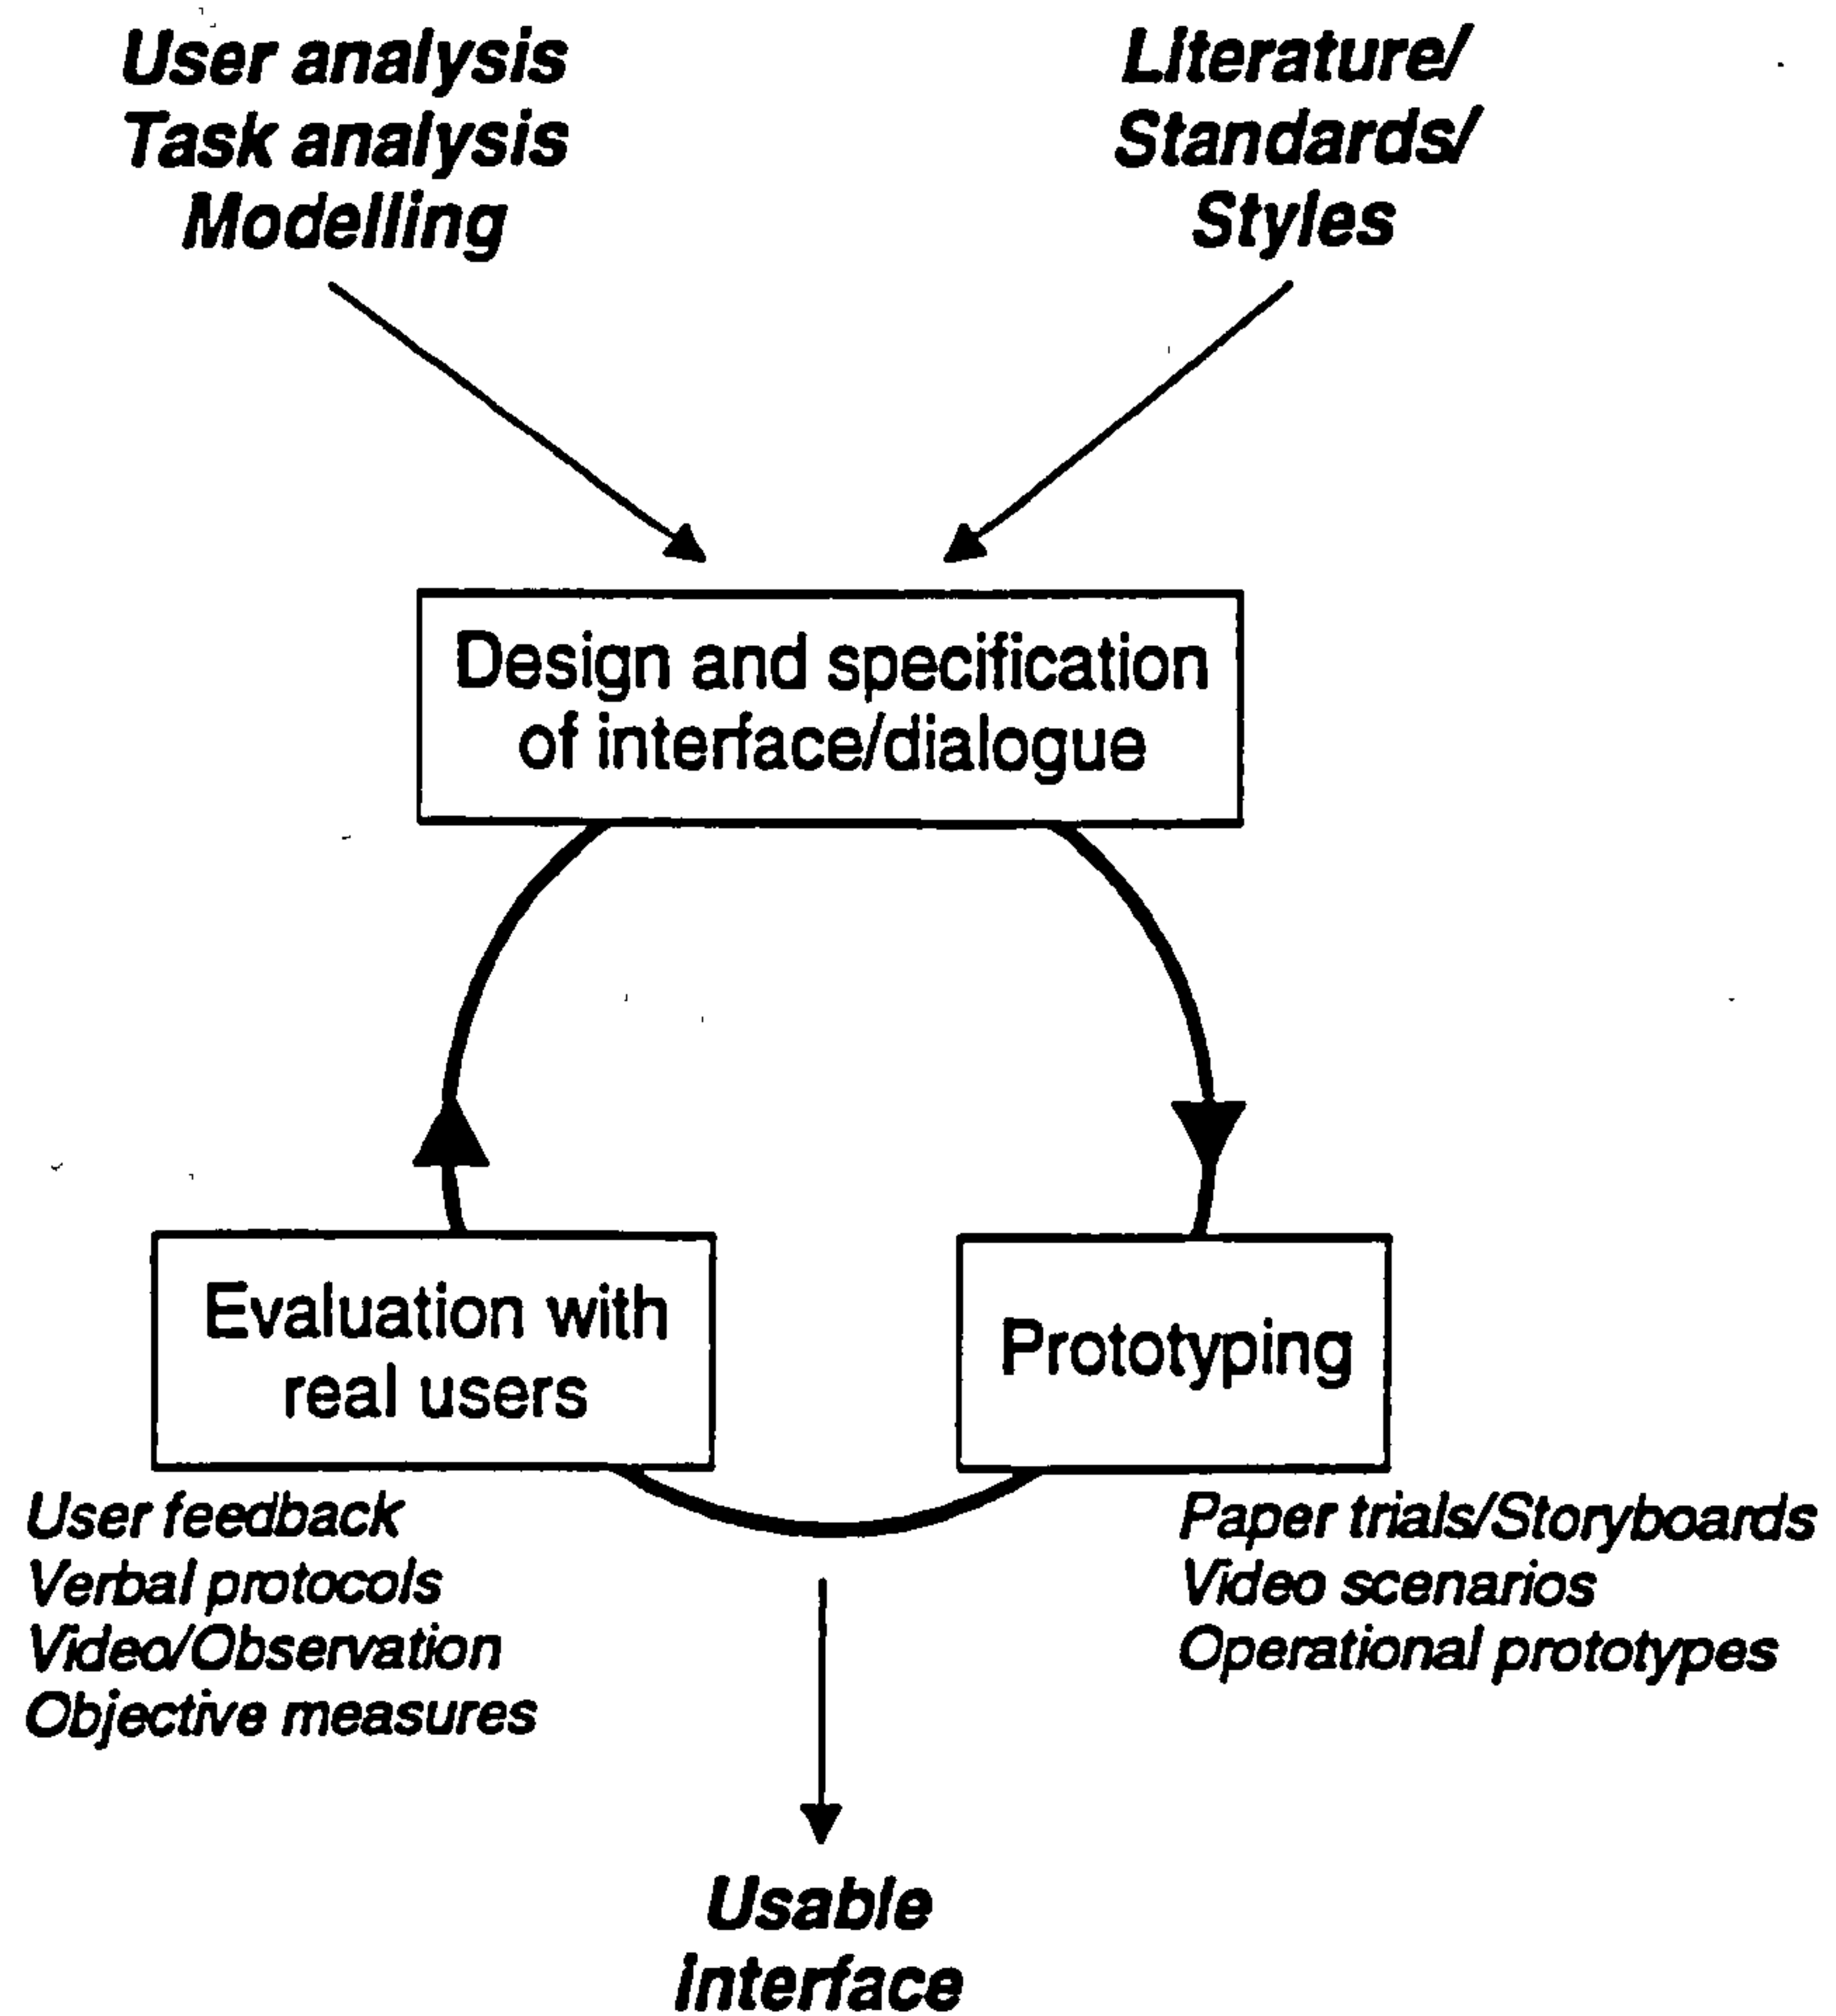 User analysis
Task analysis
Modelling
Literature/
Standards/
Styles
Design and specification
of interface/dialogue
Evaluation with
real users
Prototyping
User feedback
Verbal protocols
Video/Observation
Objective measures
Paper trials/Storyboards
Video scenarios
Operational prototypes
Usable
interface